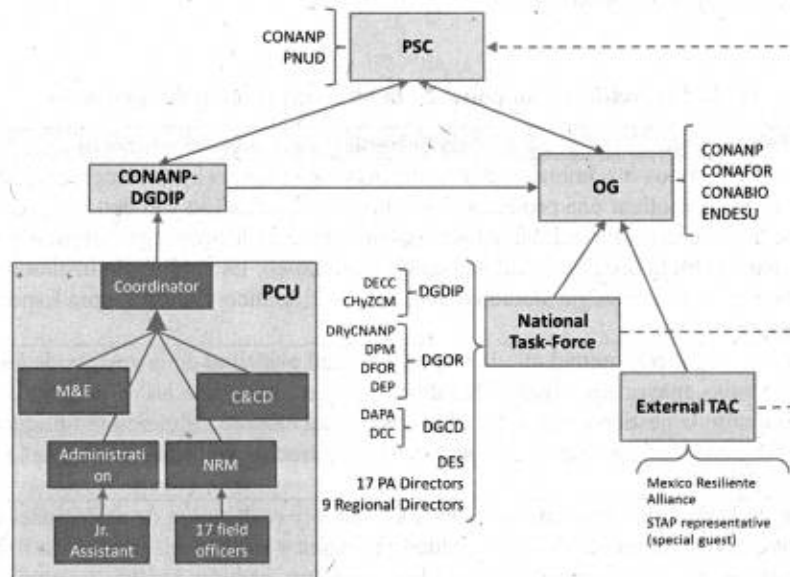 CONANP
PNUD
PSC
CONANP-
DGDIP
OG
CONANP
CONAFOR
CONABIO
ENDESU
Coordinator
PCU
M&E
C&CD
Administrati
on
NRM
Jr.
Assistant
17 field
officers
DECC
CHyZCM
DGDIP
DRyCNANP
DPM
DFOR
DEP
DGOR
DAPA
DCC
DGCD
DES
17 PA Directors
9 Regional Directors
National
Task-Force
External TAC
Mexico Resiliente
Alliance
STAP representative
(special guest)